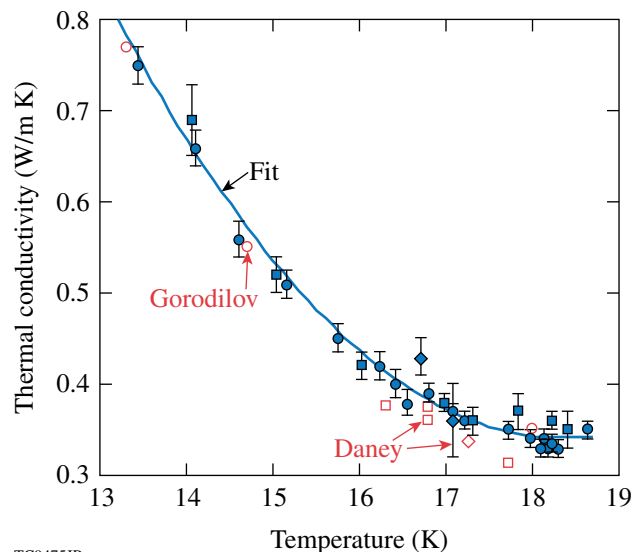 0.8
0.7
0.6
0.5
0.4
0.3
Thermal conductivity (W/m K)
Fit
Gorodilov
Daney
13 14 15 16 17 18 19
Temperature (K)